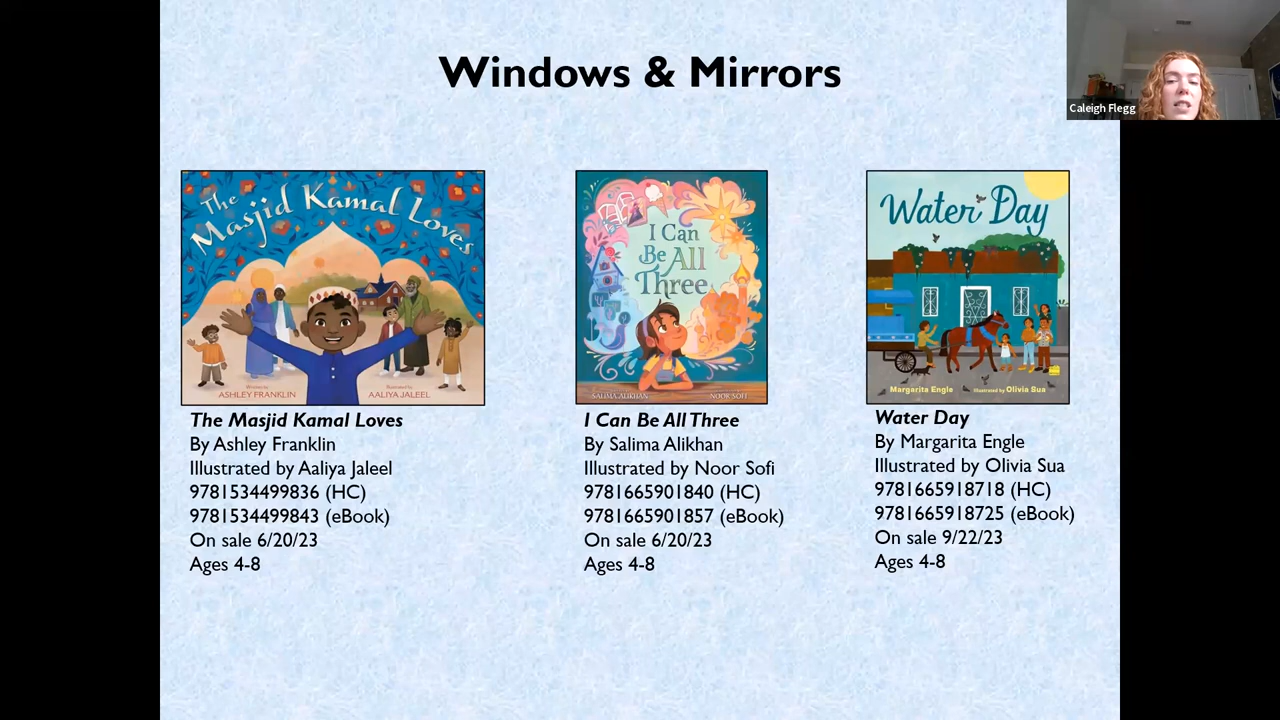 Windows & Mirrors
Caleigh Flegg
The
Masjid Kamal Loves
Written by
ASHLEY FRANKLIN
Illustrated by
AALIYA JALEEL
The Masjid Kamal Loves
By Ashley Franklin
Illustrated by Aaliya Jaleel
9781534499836 (HC)
9781534499843 (eBook)
On sale 6/20/23
Ages 4-8
I Can
Be All
Three
SALIMA ALIKHAN
NOOR SOFI
I Can Be All Three
By Salima Alikhan
Illustrated by Noor Sofi
9781665901840 (HC)
9781665901857 (eBook)
On sale 6/20/23
Ages 4-8
Water Day
Margarita Engle
Illustrated by Olivia Sua
Water Day
By Margarita Engle
Illustrated by Olivia Sua
9781665918718 (HC)
9781665918725 (eBook)
On sale 9/22/23
Ages 4-8